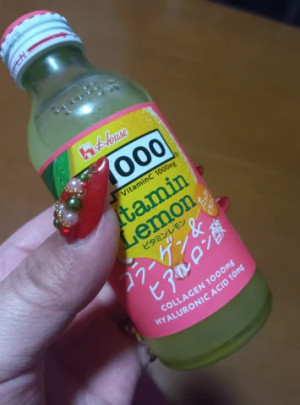 House
1000
VitaminC 1000mg
Vitamin
Lemon
ビタミンレモン
コラーゲン&
ヒアルロン酸
COLLAGEN 1000mg
HYALURONIC ACID 10mg